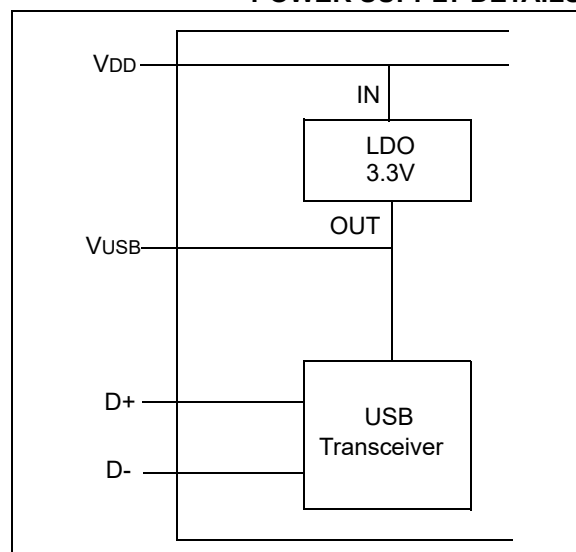 POWER SUPPLY DETAILS
VDD
IN
LDO
3.3V
OUT
VUSB
D+
USB
Transceiver
D-